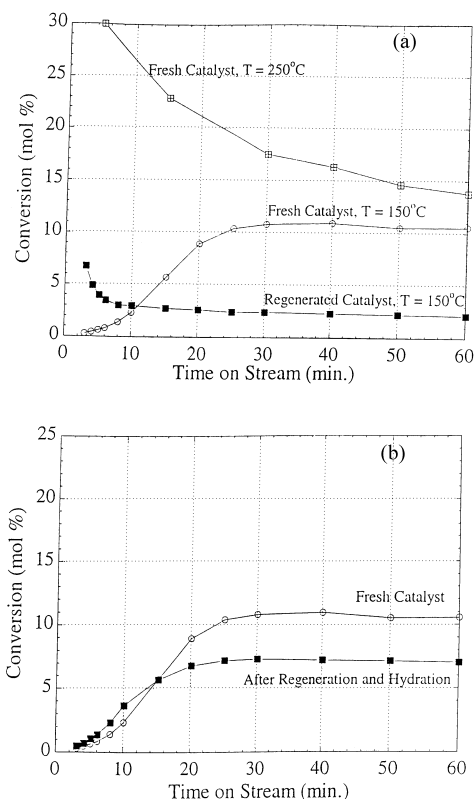 30
(a)
Fresh Catalyst, T = 250°C
25
20
15
Fresh Catalyst, T = 150°C
10
5
Regenerated Catalyst, T = 150°C
0
Conversion (mol %)
0 10 20 30 40 50 60
Time on Stream (min.)
25
(b)
20
15
Fresh Catalyst
10
5
After Regeneration and Hydration
0
Conversion (mol %)
0 10 20 30 40 50 60
Time on Stream (min.)